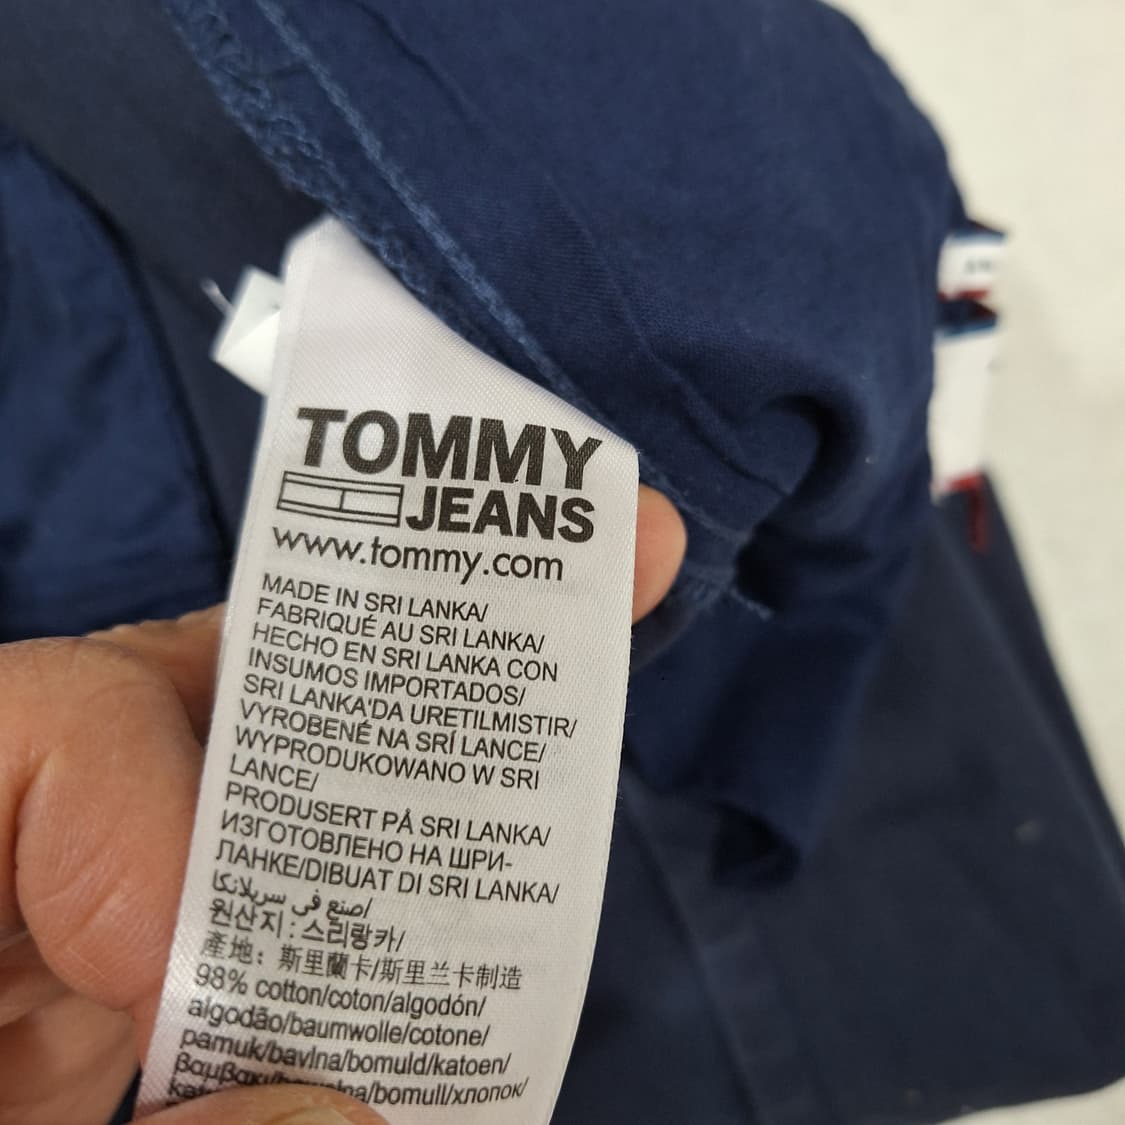 TOMMY
JEANS
www.tommy.com
MADE IN SRI LANKA/
FABRIQUÉ AU SRI LANKA/
HECHO EN SRI LANKA CON
INSUMOS IMPORTADOS/
SRI LANKA'DA URETILMISTIR/
VYROBENÉ NA SRÍ LANCE/
WYPRODUKOWANO W SRI
LANCE/
PRODUSERT PÅ SRI LANKA/
ИЗГОТОВЛЕНО НА ШРИ-
ЛАНКЕ/DIBUAT DI SRI LANKA/
صنع في سريلانكا/
원산지 : 스리랑카/
產地：斯里蘭卡/斯里兰卡制造
98% cotton/coton/algodón/
algodão/baumwolle/cotone/
pamuk/bavlna/bomuld/katoen/
βαμβακι/ /bomull/хлопок/